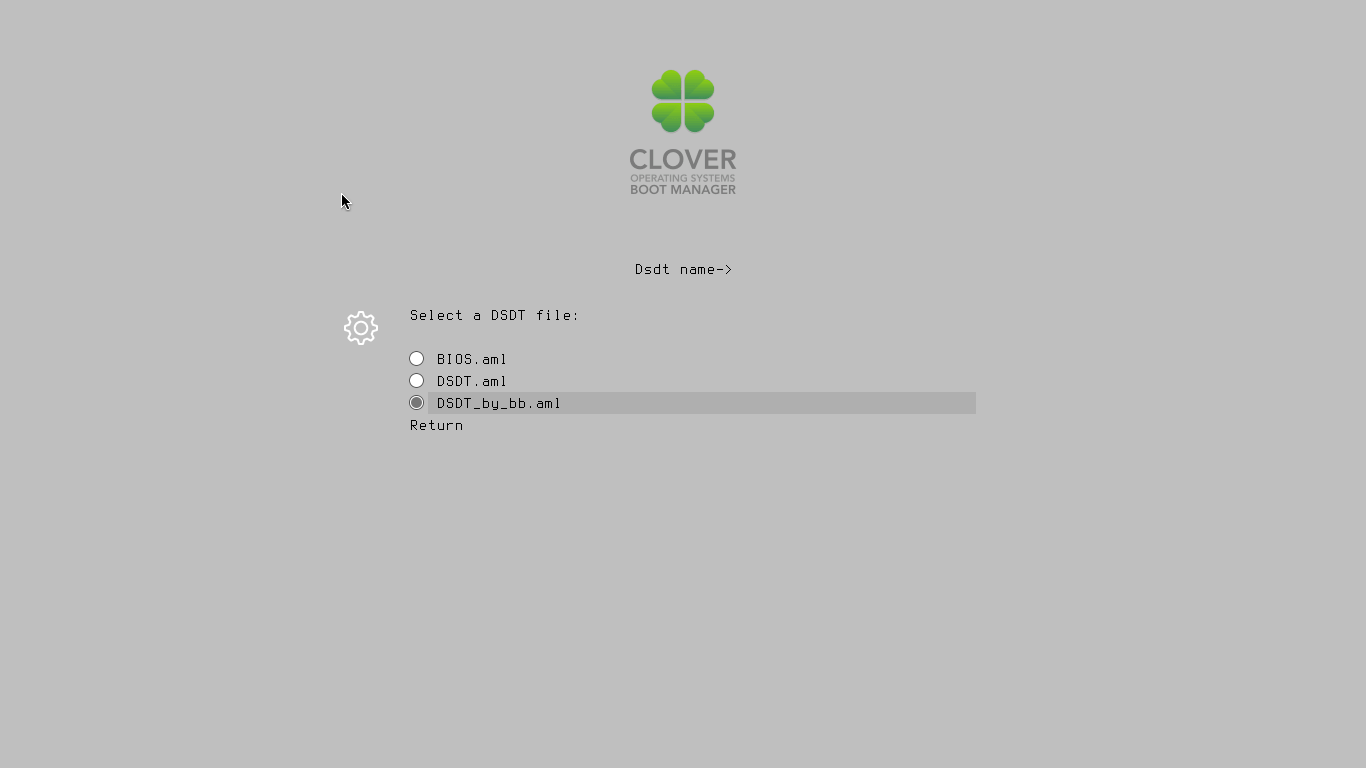 CLOVER
OPERATING SYSTEMS
BOOT MANAGER
Dsdt name->
Select a DSDT file:
BIOS.aml
DSDT.aml
DSDT_by_bb.aml
Return